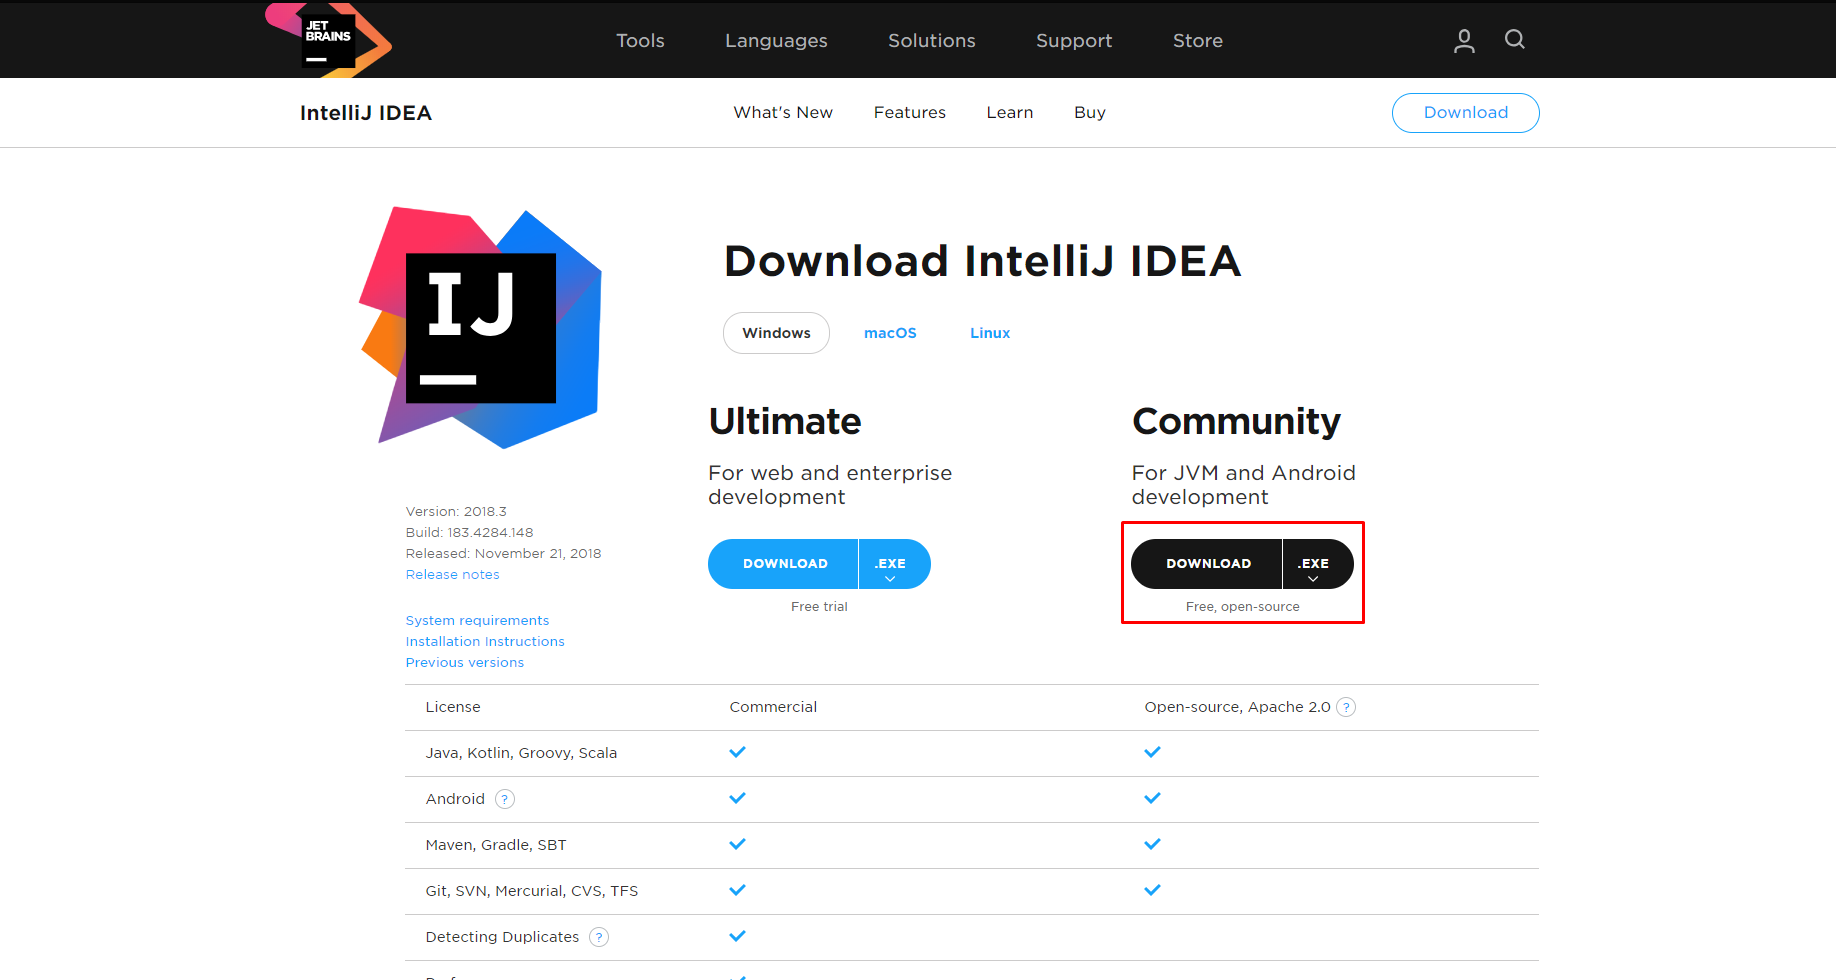 JET
BRAINS
Tools
Languages
Solutions
Support
Store
IntelliJ IDEA
What's New
Features
Learn
Buy
Download
IJ
Download IntelliJ IDEA
Windows
macOS
Linux
Ultimate
For web and enterprise
development
DOWNLOAD
.EXE
Free trial
Community
For JVM and Android
development
DOWNLOAD
.EXE
Free, open-source
Version: 2018.3
Build: 183.4284.148
Released: November 21, 2018
Release notes
System requirements
Installation Instructions
Previous versions
License
Commercial
Open-source, Apache 2.0 ?
Java, Kotlin, Groovy, Scala
Android ?
Maven, Gradle, SBT
Git, SVN, Mercurial, CVS, TFS
Detecting Duplicates ?